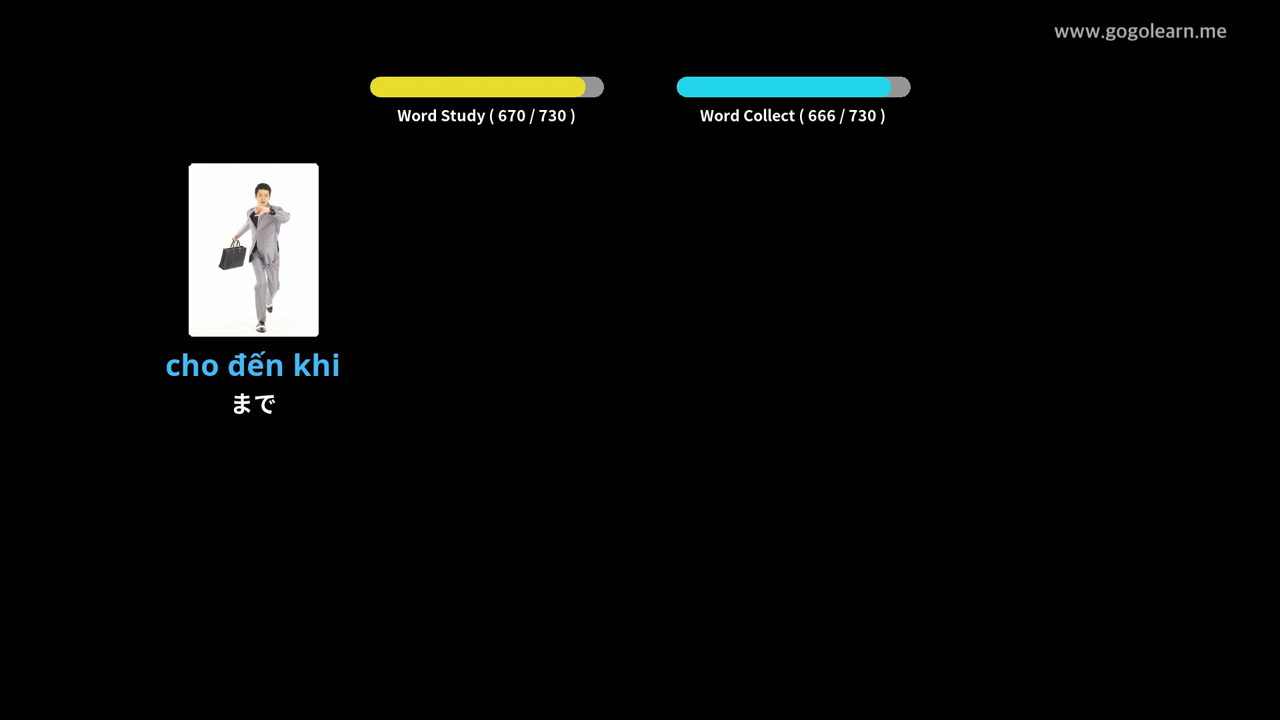 www.gogolearn.me
Word Study ( 670 / 730 )
Word Collect ( 666 / 730 )
cho đến khi
まで